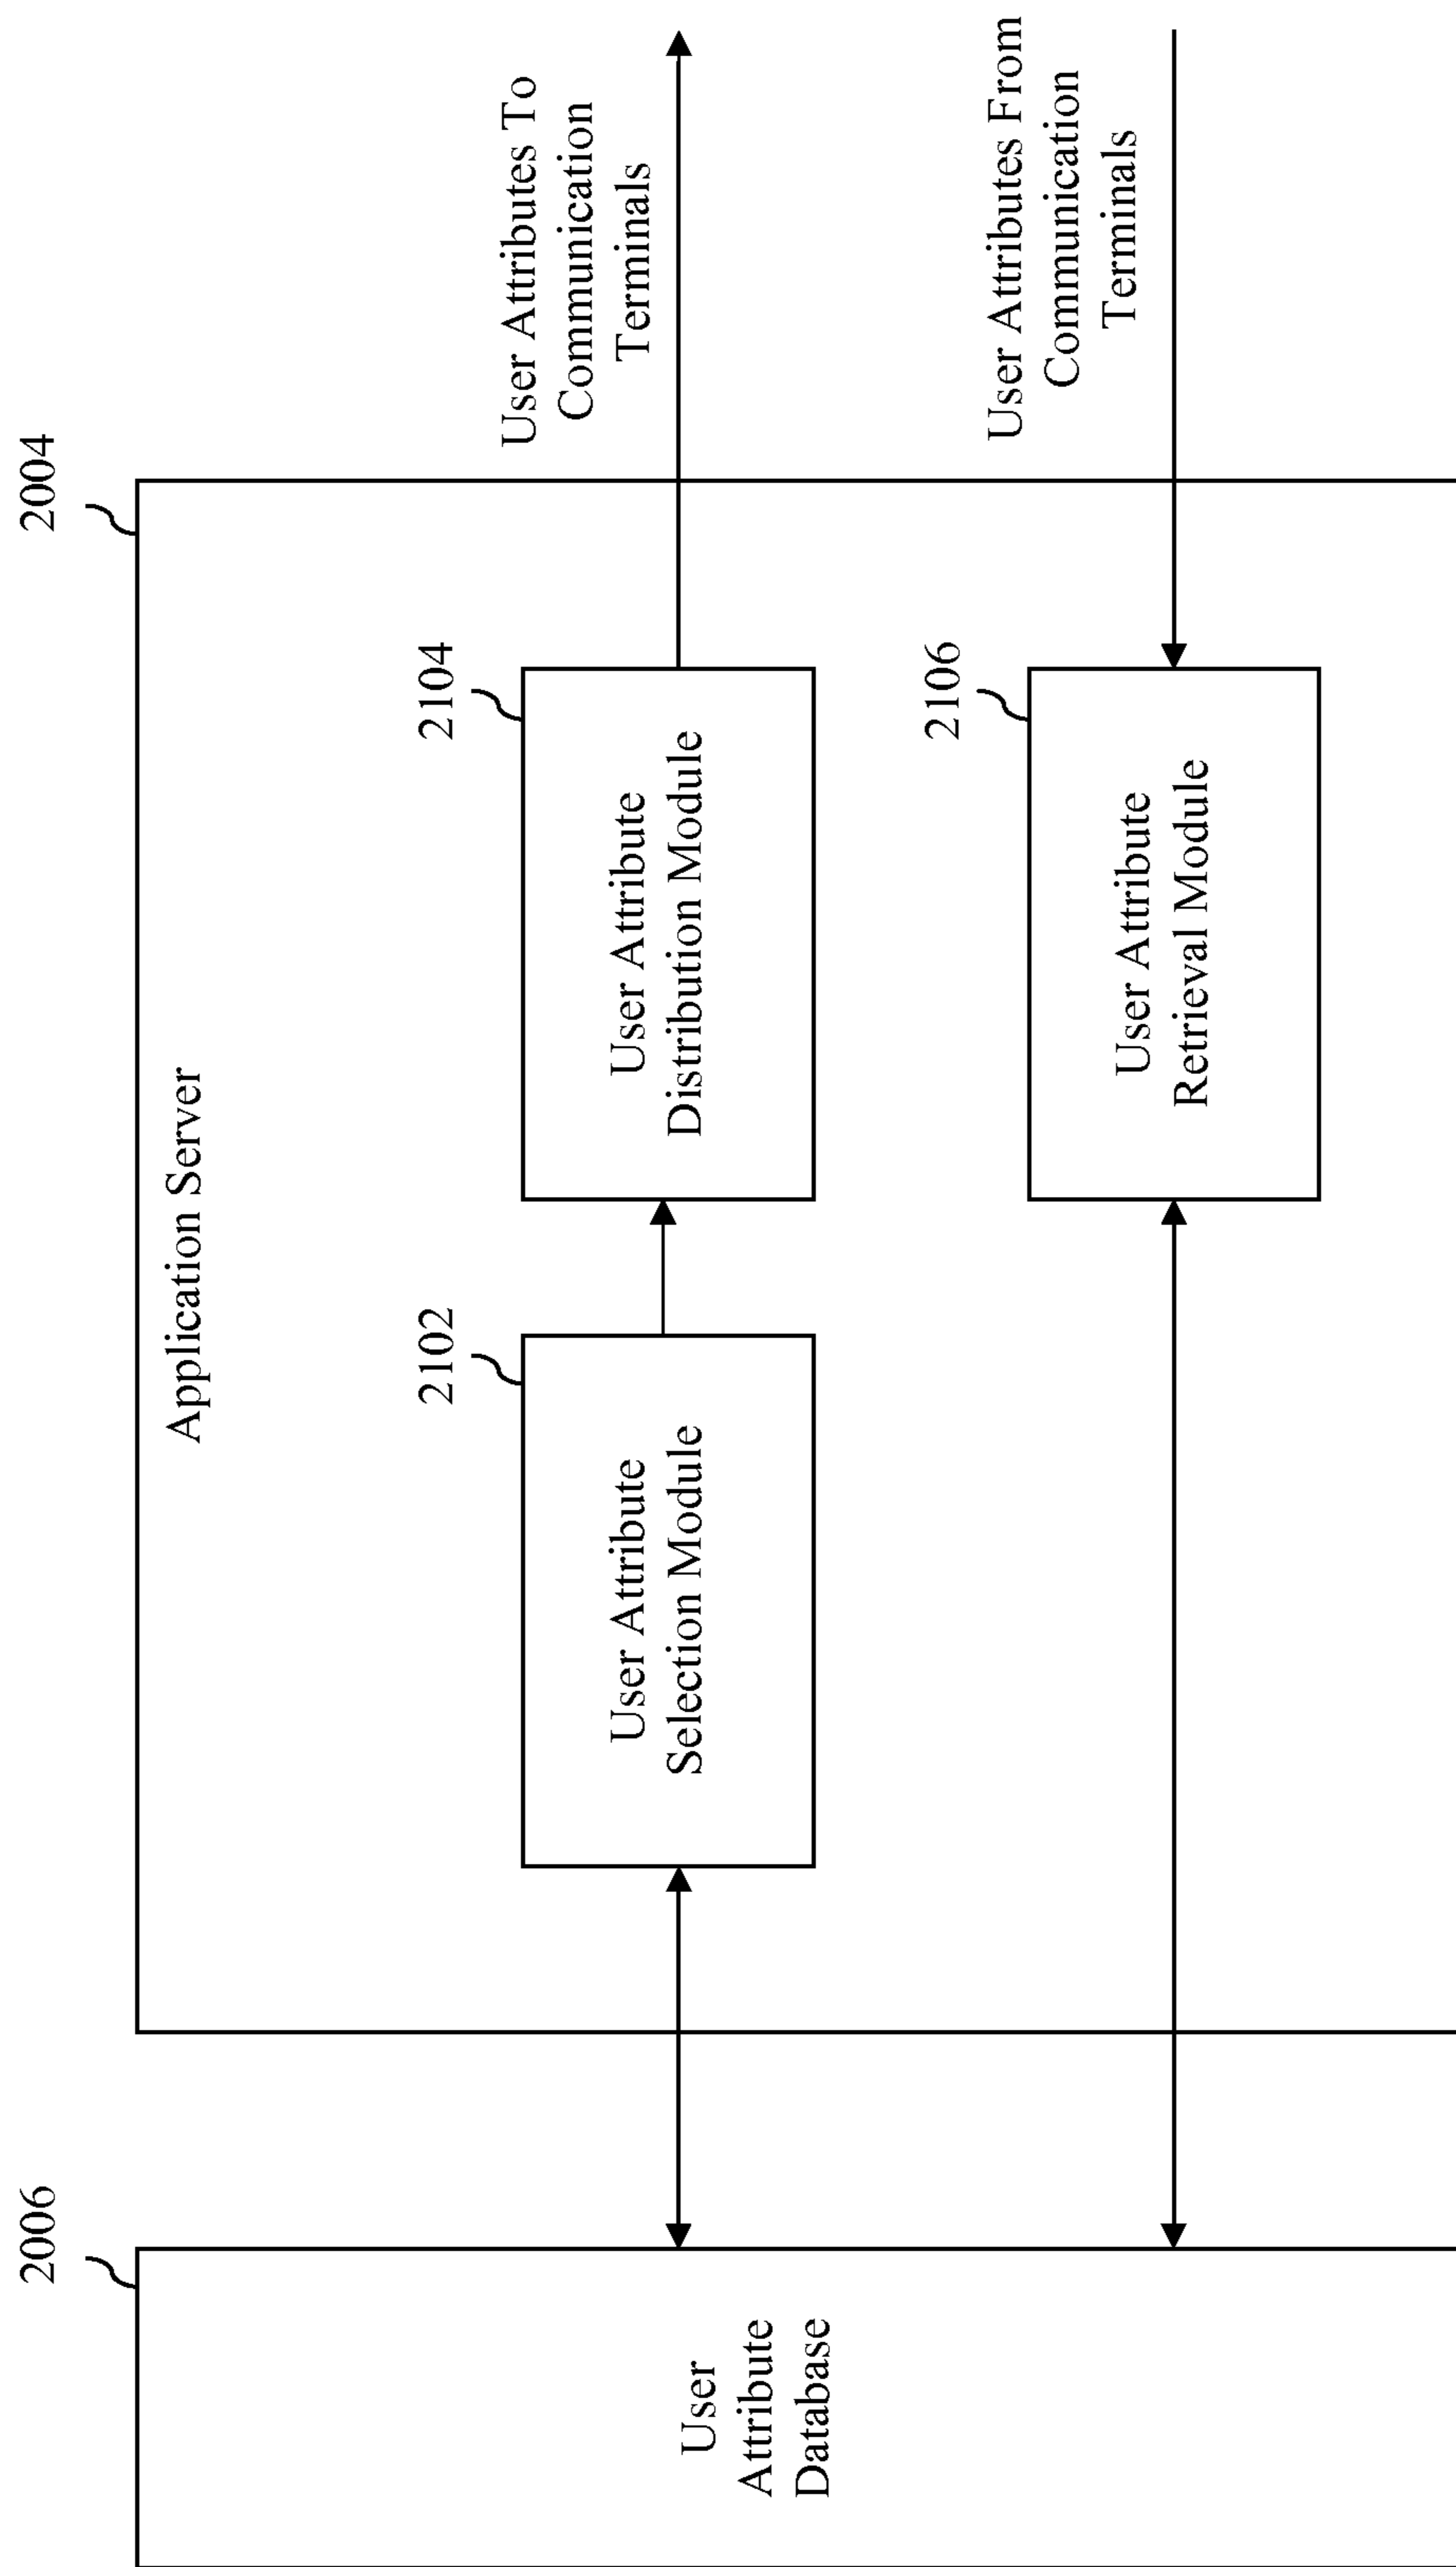 2006
User
Attribute
Database
2004
Application Server
2102
User Attribute
Selection Module
2104
User Attribute
Distribution Module
User Attributes To
Communication
Terminals
2106
User Attribute
Retrieval Module
User Attributes From
Communication
Terminals